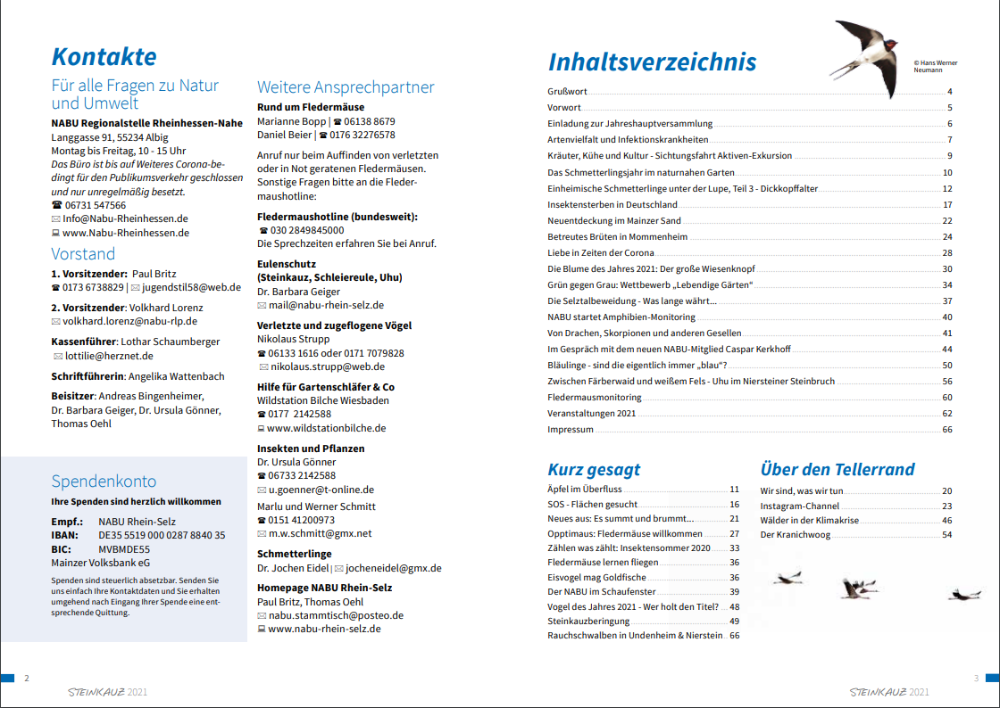 Kontakte
Für alle Fragen zu Natur
und Umwelt
NABU Regionalstelle Rheinhessen-Nahe
Langgasse 91, 55234 Albig
Montag bis Freitag, 10 - 15 Uhr
Das Büro ist bis auf Weiteres Corona-be-
dingt für den Publikumsverkehr geschlossen
und nur unregelmäßig besetzt.
☎ 06731 547566
✉ Info@Nabu-Rheinhessen.de
💻 www.Nabu-Rheinhessen.de
Vorstand
1. Vorsitzender: Paul Britz
☎ 0173 6738829 | ✉ jugendstil58@web.de
2. Vorsitzender: Volkhard Lorenz
✉ volkhard.lorenz@nabu-rlp.de
Kassenführer: Lothar Schaumberger
✉ lottilie@herznet.de
Schriftführerin: Angelika Wattenbach
Beisitzer: Andreas Bingenheimer,
Dr. Barbara Geiger, Dr. Ursula Gönner,
Thomas Oehl
Spendenkonto
Ihre Spenden sind herzlich willkommen
Empf.: NABU Rhein-Selz
IBAN: DE35 5519 000 0287 8840 35
BIC: MVBMDE55
Mainzer Volksbank eG
Spenden sind steuerlich absetzbar. Senden Sie
uns einfach Ihre Kontaktdaten und Sie erhalten
umgehend nach Eingang Ihrer Spende eine ent-
sprechende Quittung.
Weitere Ansprechpartner
Rund um Fledermäuse
Marianne Bopp | ☎ 06138 8679
Daniel Beier | ☎ 0176 32276578
Anruf nur beim Auffinden von verletzten
oder in Not geratenen Fledermäusen.
Sonstige Fragen bitte an die Fleder-
maushotline:
Fledermaushotline (bundesweit):
☎ 030 2849845000
Die Sprechzeiten erfahren Sie bei Anruf.
Eulenschutz
(Steinkauz, Schleiereule, Uhu)
Dr. Barbara Geiger
✉ mail@nabu-rhein-selz.de
Verletzte und zugeflogene Vögel
Nikolaus Strupp
☎ 06133 1616 oder 0171 7079828
✉ nikolaus.strupp@web.de
Hilfe für Gartenschläfer & Co
Wildstation Bilche Wiesbaden
☎ 0177 2142588
💻 www.wildstationbilche.de
Insekten und Pflanzen
Dr. Ursula Gönner
☎ 06733 2142588
✉ u.goenner@t-online.de
Marlu und Werner Schmitt
☎ 0151 41200973
✉ m.w.schmitt@gmx.net
Schmetterlinge
Dr. Jochen Eidel | ✉ jocheneidel@gmx.de
Homepage NABU Rhein-Selz
Paul Britz, Thomas Oehl
✉ nabu.stammtisch@posteo.de
💻 www.nabu-rhein-selz.de
2
STEINKAUZ 2021
Inhaltsverzeichnis
© Hans Werner
Neumann
Grußwort 4
Vorwort 5
Einladung zur Jahreshauptversammlung 6
Artenvielfalt und Infektionskrankheiten 7
Kräuter, Kühe und Kultur - Sichtungsfahrt Aktiven-Exkursion 9
Das Schmetterlingsjahr im naturnahen Garten 10
Einheimische Schmetterlinge unter der Lupe, Teil 3 - Dickkopffalter 12
Insektensterben in Deutschland 17
Neuentdeckung im Mainzer Sand 22
Betreutes Brüten in Mommenheim 24
Liebe in Zeiten der Corona 28
Die Blume des Jahres 2021: Der große Wiesenknopf 30
Grün gegen Grau: Wettbewerb „Lebendige Gärten“ 34
Die Selztalbeweidung - Was lange währt... 37
NABU startet Amphibien-Monitoring 40
Von Drachen, Skorpionen und anderen Gesellen 41
Im Gespräch mit dem neuen NABU-Mitglied Caspar Kerkhoff 44
Bläulinge - sind die eigentlich immer „blau“? 50
Zwischen Färberwaid und weißem Fels - Uhu im Niersteiner Steinbruch 56
Fledermausmonitoring 60
Veranstaltungen 2021 62
Impressum 66
Kurz gesagt
Äpfel im Überfluss 11
SOS - Flächen gesucht 16
Neues aus: Es summt und brummt... 21
Opptimaus: Fledermäuse willkommen 27
Zählen was zählt: Insektensommer 2020 33
Fledermäuse lernen fliegen 36
Eisvogel mag Goldfische 36
Der NABU im Schaufenster 39
Vogel des Jahres 2021 - Wer holt den Titel? 48
Steinkauzberingung 49
Rauchschwalben in Undenheim & Nierstein 66
Über den Tellerrand
Wir sind, was wir tun 20
Instagram-Channel 23
Wälder in der Klimakrise 46
Der Kranichwoog 54
3
STEINKAUZ 2021